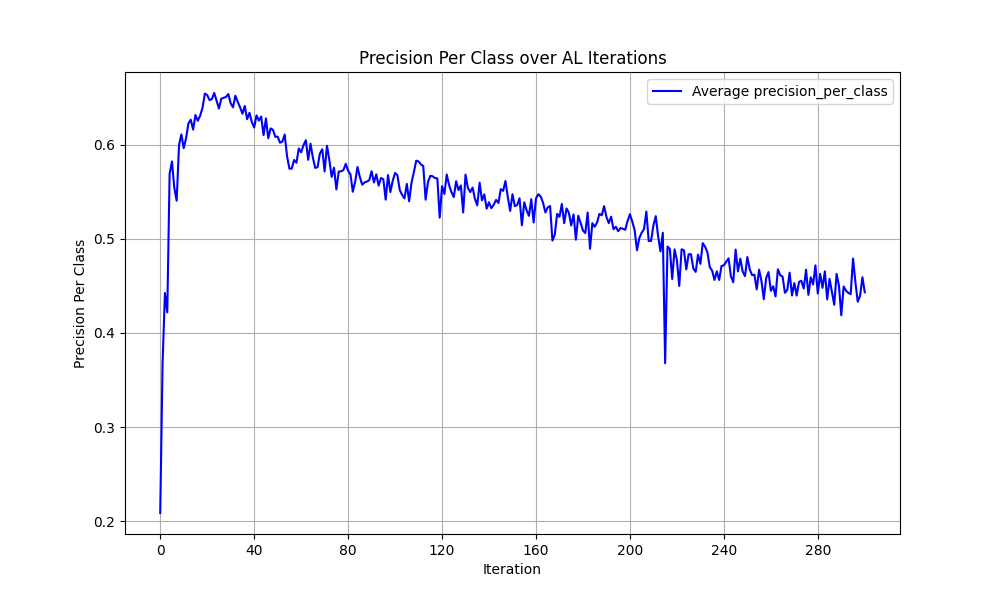 Precision Per Class over AL Iterations
Average precision_per_class
Precision Per Class
0.6
0.5
0.4
0.3
0.2
0 40 80 120 160 200 240 280
Iteration